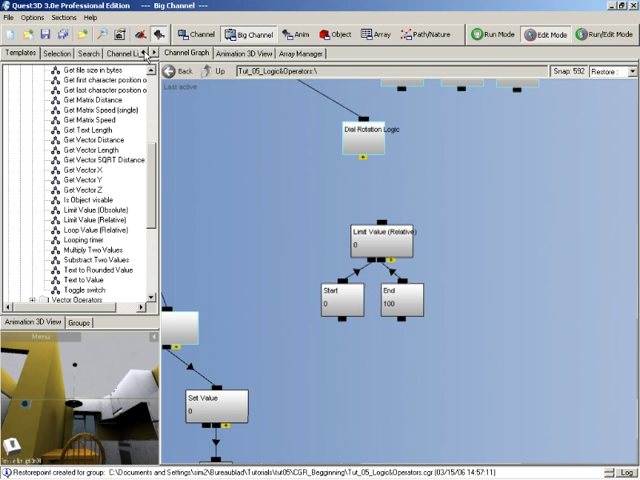 Quest3D 3.0e Personal Edition -- Big Channel
File Options Sections Help
Channel Big Channel Anim Object Array Path/Nature Run Mode Edit Mode Run/Edit Mode
Templates Selection Search Channel Li Channel Graph Animation 3D View Array Manager
Back Up Tut_05_Logic&Operators:\ Snap: 592 Restore :
Last active
Get file size in bytes
Get first character position o
Get last character position o
Get Matrix Distance
Get Matrix Speed (single)
Get Matrix Speed
Get Text Length
Get Vector Distance
Get Vector Length
Get Vector SQRT Distance
Get Vector X
Get Vector Y
Get Vector Z
Is Object visable
Limit Value (Absolute)
Limit Value (Relative)
Loop Value (Relative)
Looping timer
Multiply Two Values
Substract Two Values
Text to Rounded Value
Text to Value
Toggle switch
Vector Operators
Dial Rotation Logic
Limit Value (Relative)
0
Start
0
End
100
Set Value
0
Animation 3D View Groups
Menu
Restorepoint created for group: C:\Documents and Settings\sim2\Bureaublad\Tutorials\tut05\CGR_Begginning\Tut_05_Logic&Operators.cgr (03/15/06 14:57:11) Log